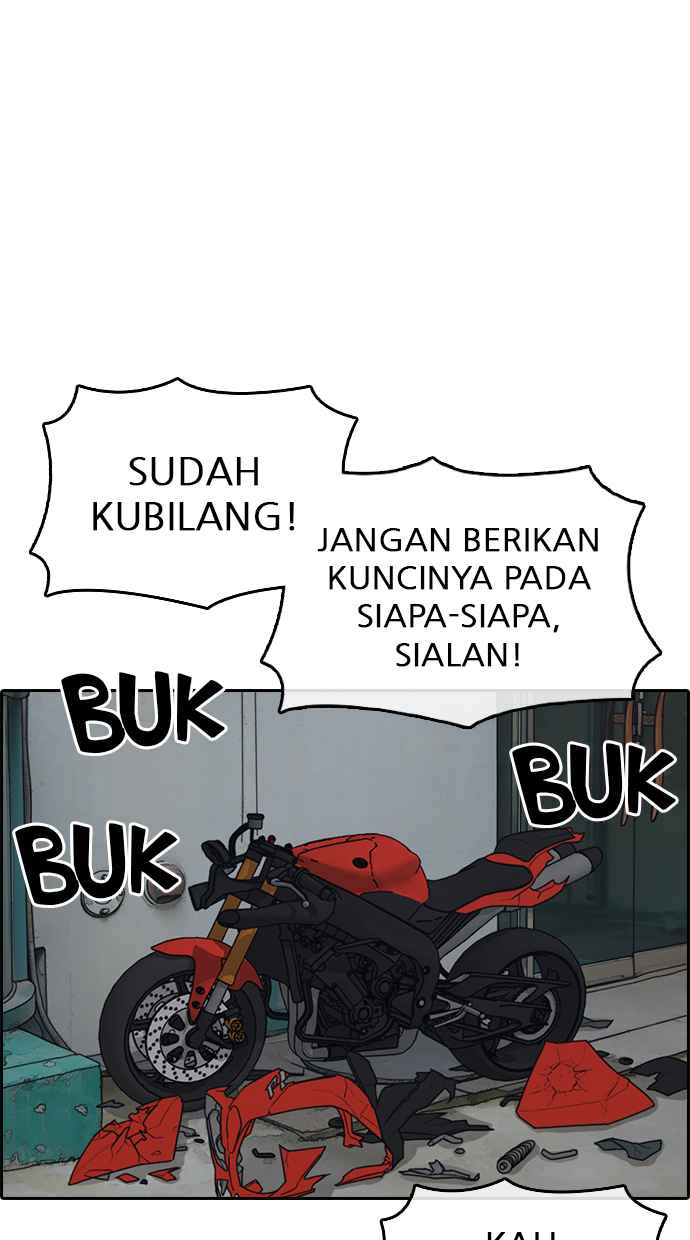 SUDAH
KUBILANG!
JANGAN BERIKAN
KUNCINYA PADA
SIAPA-SIAPA,
SIALAN!
BUK
BUK
BUK